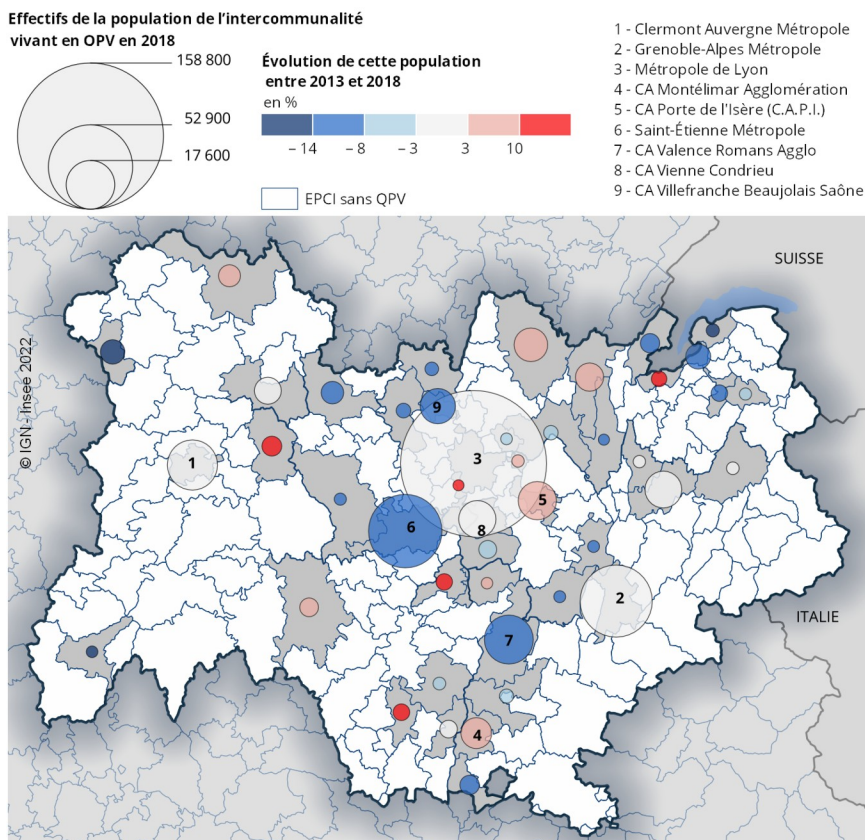 Effectifs de la population de l’intercommunalité
vivant en OPV en 2018
158 800
52 900
17 600
Évolution de cette population
entre 2013 et 2018
en %
– 14
– 8
– 3
3
10
EPCI sans QPV
1 - Clermont Auvergne Métropole
2 - Grenoble-Alpes Métropole
3 - Métropole de Lyon
4 - CA Montélimar Agglomération
5 - CA Porte de l'Isère (C.A.P.I.)
6 - Saint-Étienne Métropole
7 - CA Valence Romans Agglo
8 - CA Vienne Condrieu
9 - CA Villefranche Beaujolais Saône
SUISSE
© IGN - Insee 2022
9
1
3
5
6
8
2
ITALIE
7
4